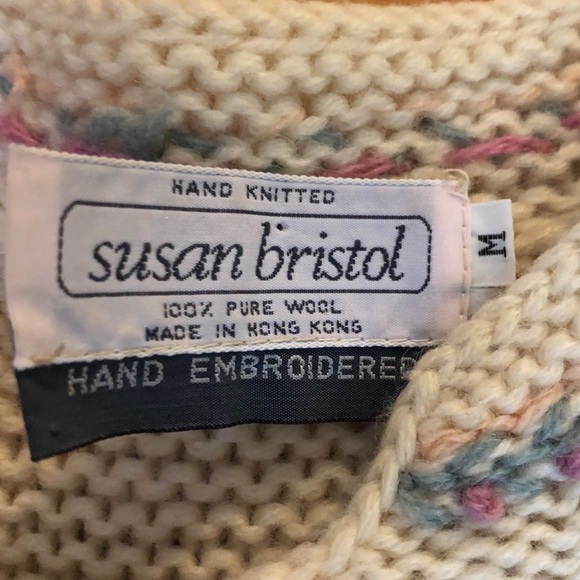 HAND KNITTED
susan bristol
100% PURE WOOL
MADE IN HONG KONG
HAND EMBROIDERED
M